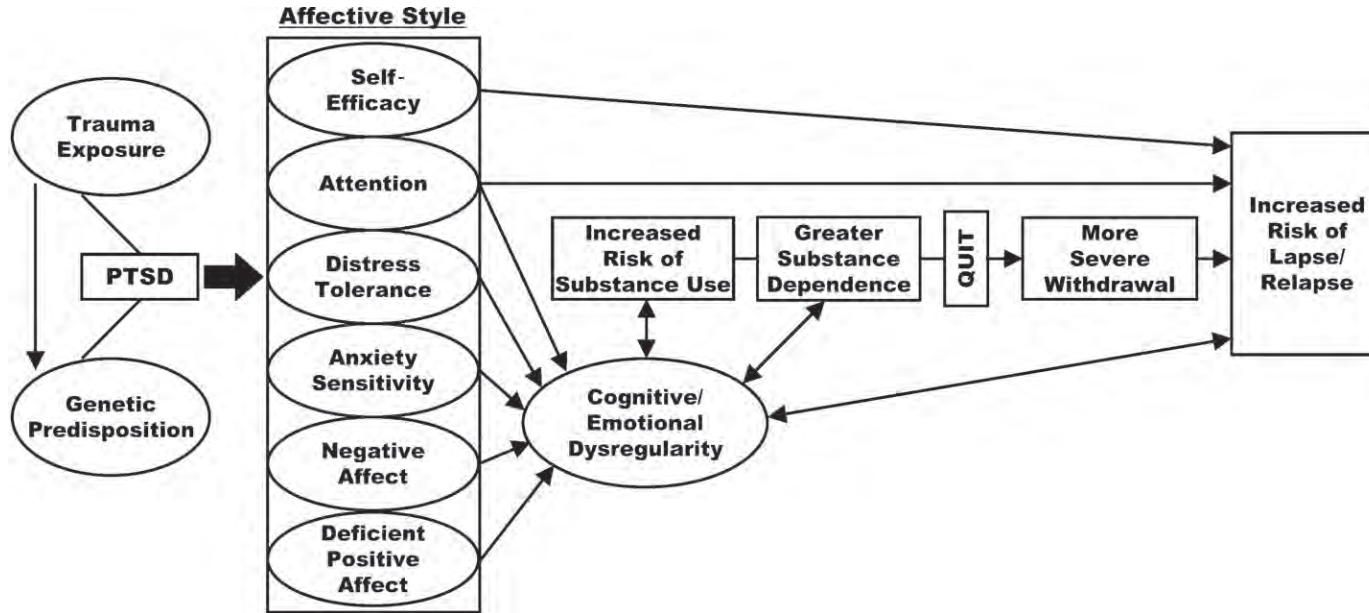 Affective Style
Trauma
Exposure
PTSD
Genetic
Predisposition
Self-
Efficacy
Attention
Distress
Tolerance
Anxiety
Sensitivity
Negative
Affect
Deficient
Positive
Affect
Increased
Risk of
Substance Use
Greater
Substance
Dependence
QUIT
More
Severe
Withdrawal
Cognitive/
Emotional
Dysregularity
Increased
Risk of
Lapse/
Relapse